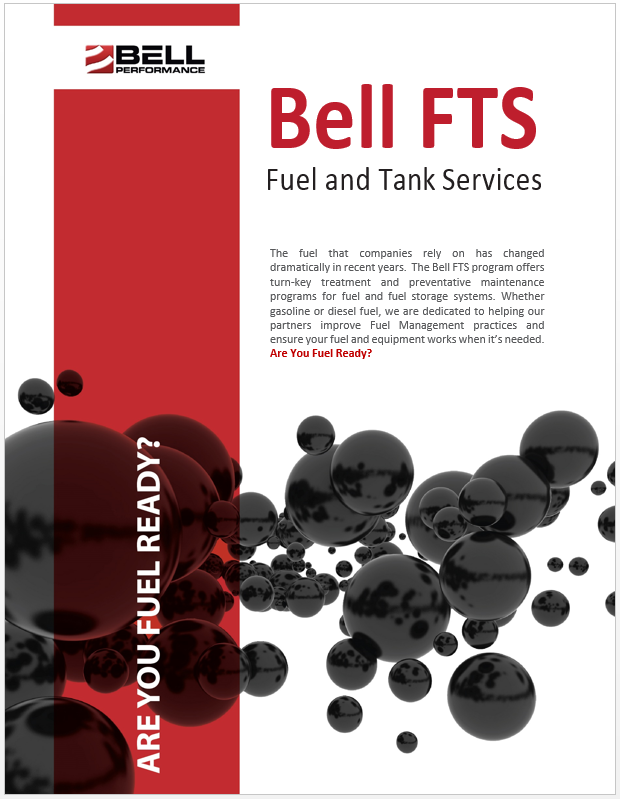 BELL
PERFORMANCE
Bell FTS
Fuel and Tank Services
The fuel that companies rely on has changed
dramatically in recent years. The Bell FTS program offers
turn-key treatment and preventative maintenance
programs for fuel and fuel storage systems. Whether
gasoline or diesel fuel, we are dedicated to helping our
partners improve Fuel Management practices and
ensure your fuel and equipment works when it's needed.
Are You Fuel Ready?
ARE YOU FUEL READY?